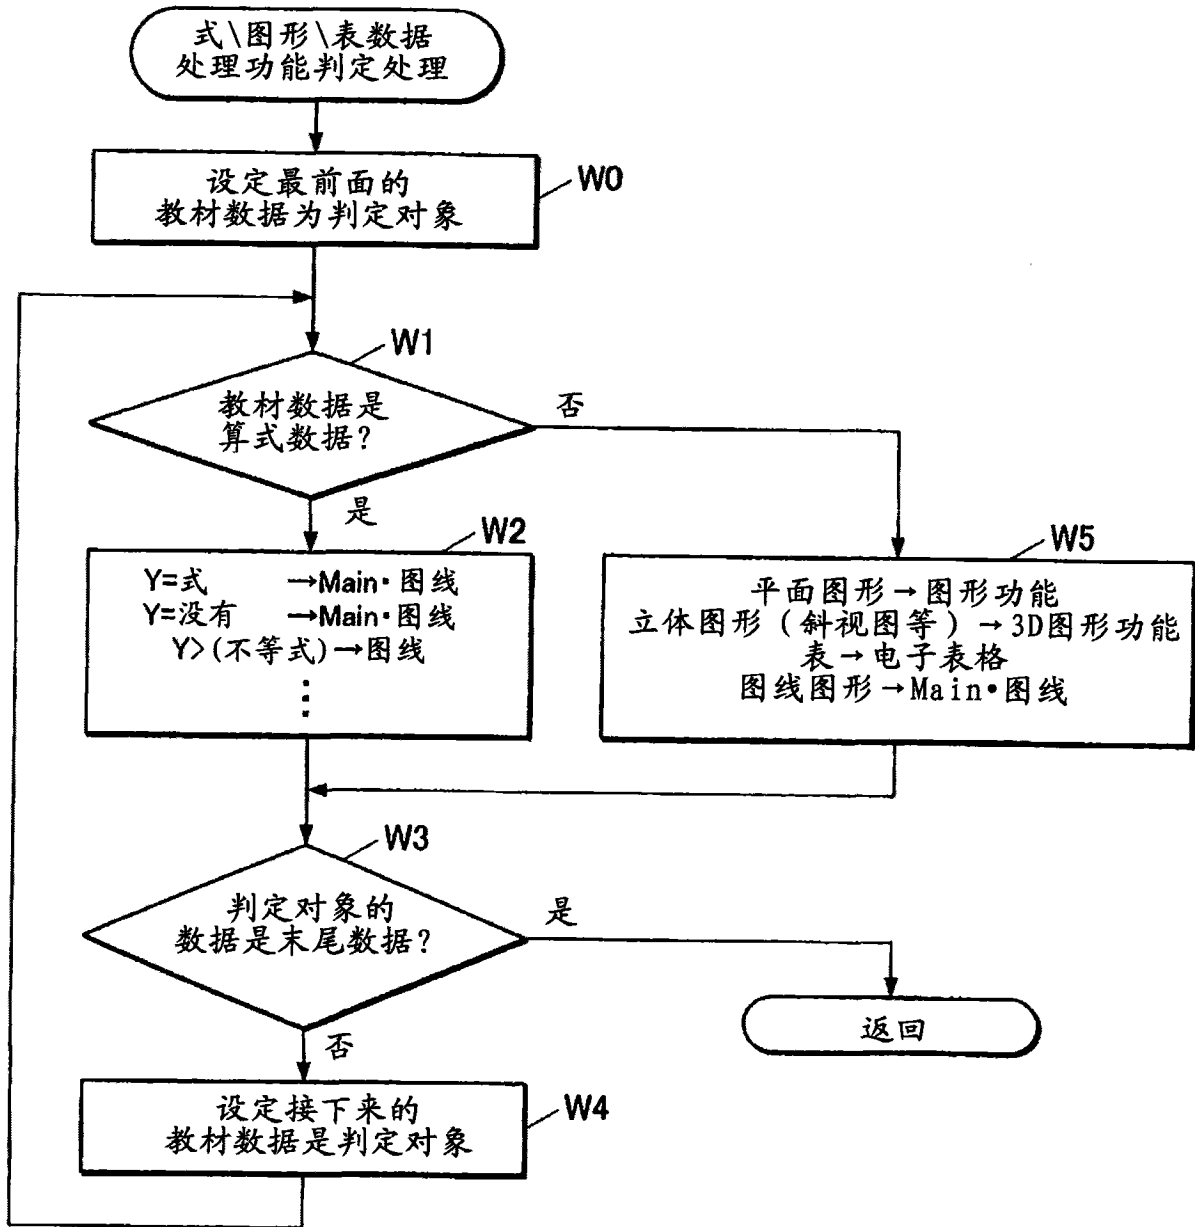 式\图形\表数据
处理功能判定处理
设定最前面的
教材数据为判定对象
W0
W1
教材数据是
算式数据?
否
是
W2
Y=式 →Main·图线
Y=没有 →Main·图线
Y>(不等式)→图线
W5
平面图形→图形功能
立体图形(斜视图等)→3D图形功能
表→电子表格
图线图形→Main·图线
W3
判定对象的
数据是末尾数据?
是
返回
否
设定接下来的
教材数据是判定对象
W4